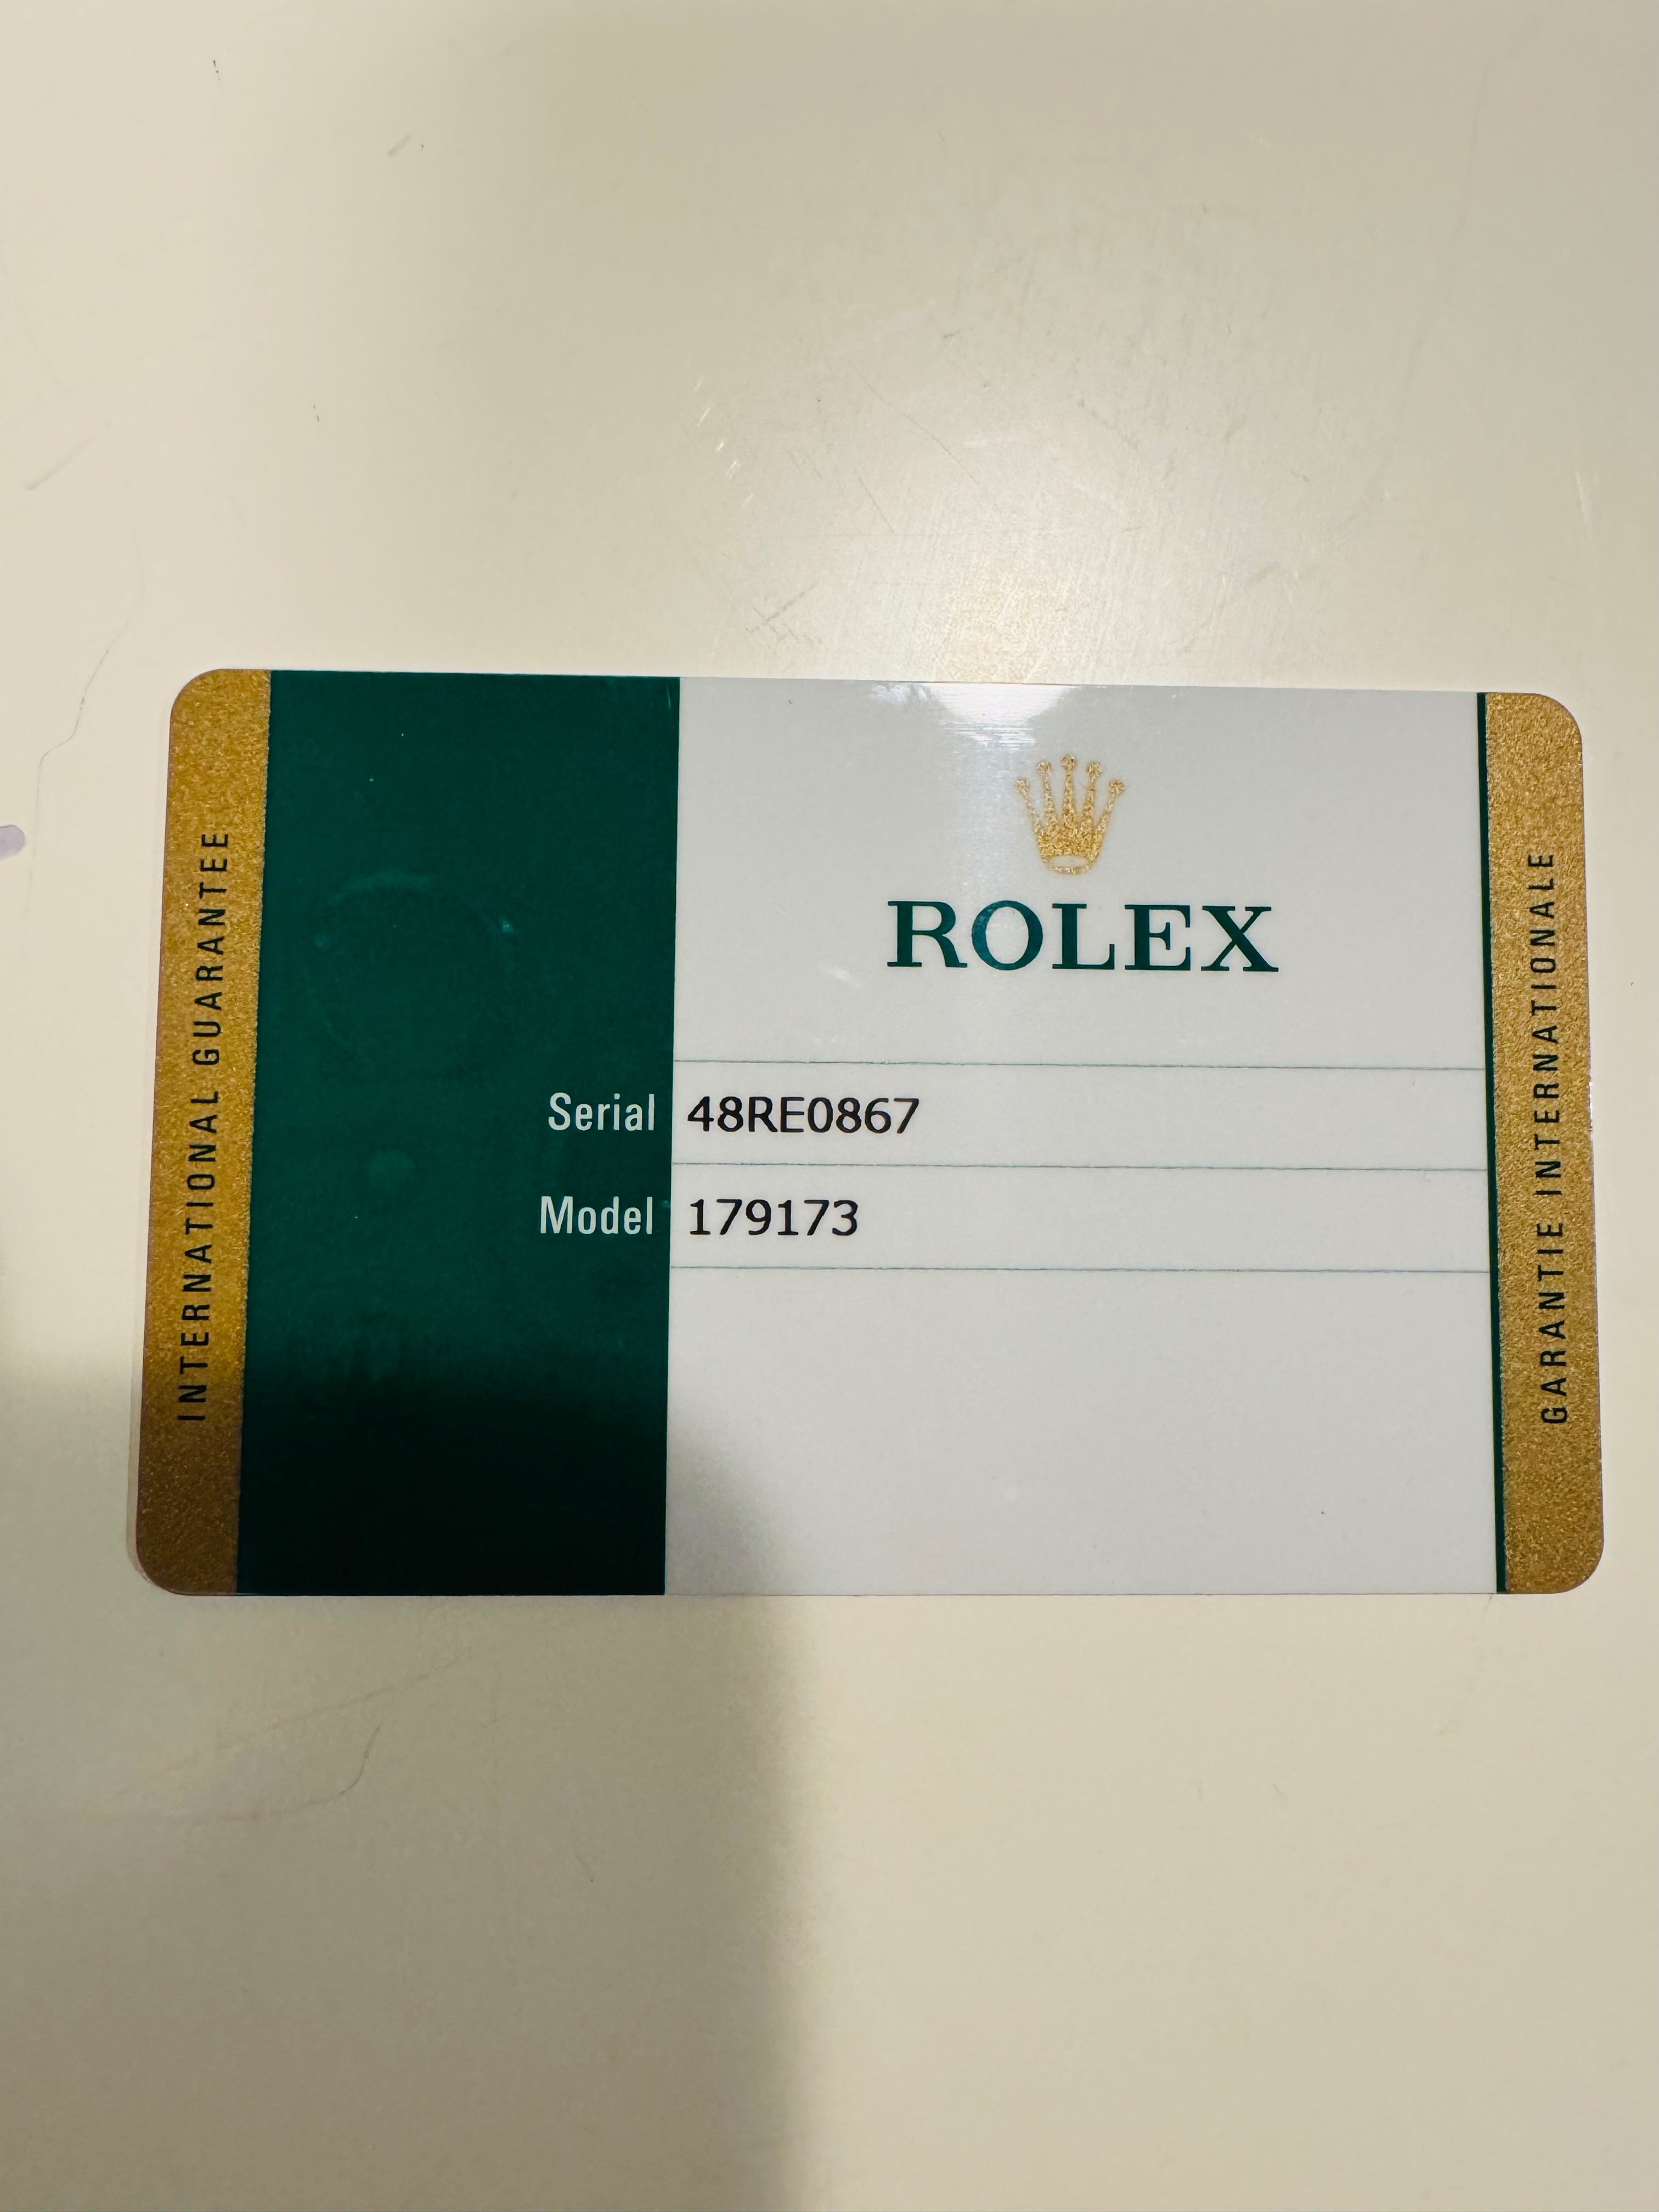 INTERNATIONAL GUARANTEE
ROLEX
Serial 48RE0867
Model 179173
GARANTIE INTERNATIONALE